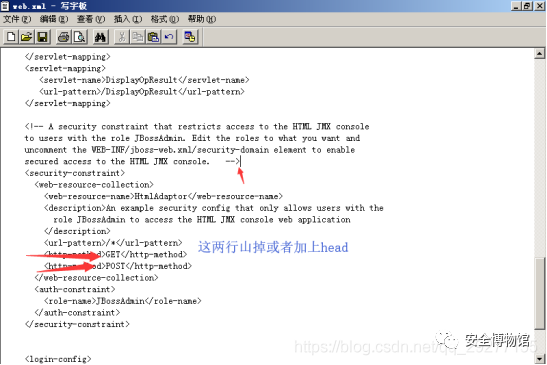 web.xml - 写字板
文件(F) 编辑(E) 查看(V) 插入(I) 格式(O) 帮助(H)
</servlet-mapping>
<servlet-mapping>
<servlet-name>DisplayOpResult</servlet-name>
<url-pattern>/DisplayOpResult</url-pattern>
</servlet-mapping>
<!-- A security constraint that restricts access to the HTML JMX console
to users with the role JBossAdmin. Edit the roles to what you want and
uncomment the WEB-INF/jboss-web.xml/security-domain element to enable
secured access to the HTML JMX console. -->
<security-constraint>
<web-resource-collection>
<web-resource-name>HtmlAdaptor</web-resource-name>
<description>An example security config that only allows users with the
role JBossAdmin to access the HTML JMX console web application
</description>
<url-pattern>/*</url-pattern>
这两行山掉或者加上head
<http-method>GET</http-method>
<http-method>POST</http-method>
</web-resource-collection>
<auth-constraint>
<role-name>JBossAdmin</role-name>
</auth-constraint>
</security-constraint>
安全博物馆
<login-config>